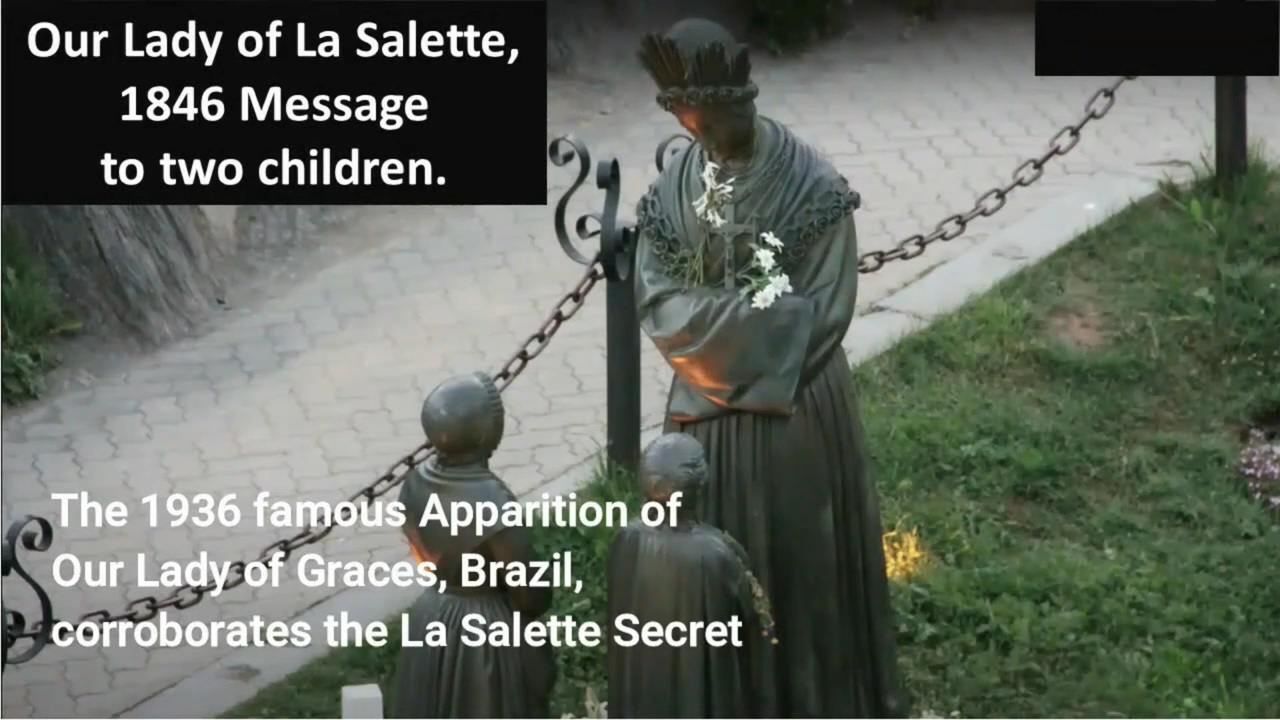 Our Lady of La Salette,
1846 Message
to two children.
The 1936 famous Apparition of
Our Lady of Graces, Brazil,
corroborates the La Salette Secret